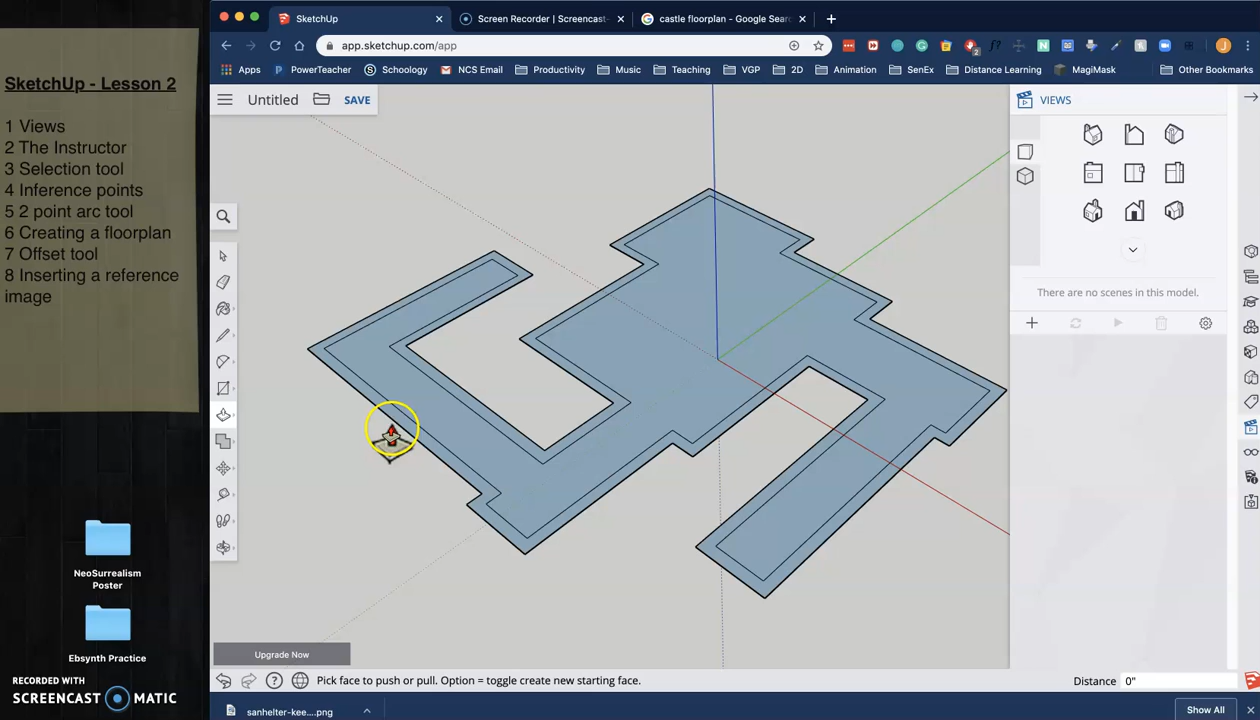 SketchUp
Screen Recorder | Screencast-
castle floorplan - Google Sear
app.sketchup.com/app
Apps
PowerTeacher
Schoology
NCS Email
Productivity
Music
Teaching
VGP
2D
Animation
SenEx
Distance Learning
MagiMask
Other Bookmarks
SketchUp - Lesson 2
1 Views
2 The Instructor
3 Selection tool
4 Inference points
5 2 point arc tool
6 Creating a floorplan
7 Offset tool
8 Inserting a reference
image
Untitled
SAVE
VIEWS
There are no scenes in this model.
NeoSurrealism
Poster
Ebsynth Practice
RECORDED WITH
SCREENCAST MATIC
Upgrade Now
Pick face to push or pull. Option = toggle create new starting face.
Distance 0"
sanhelter-kee....png
Show All